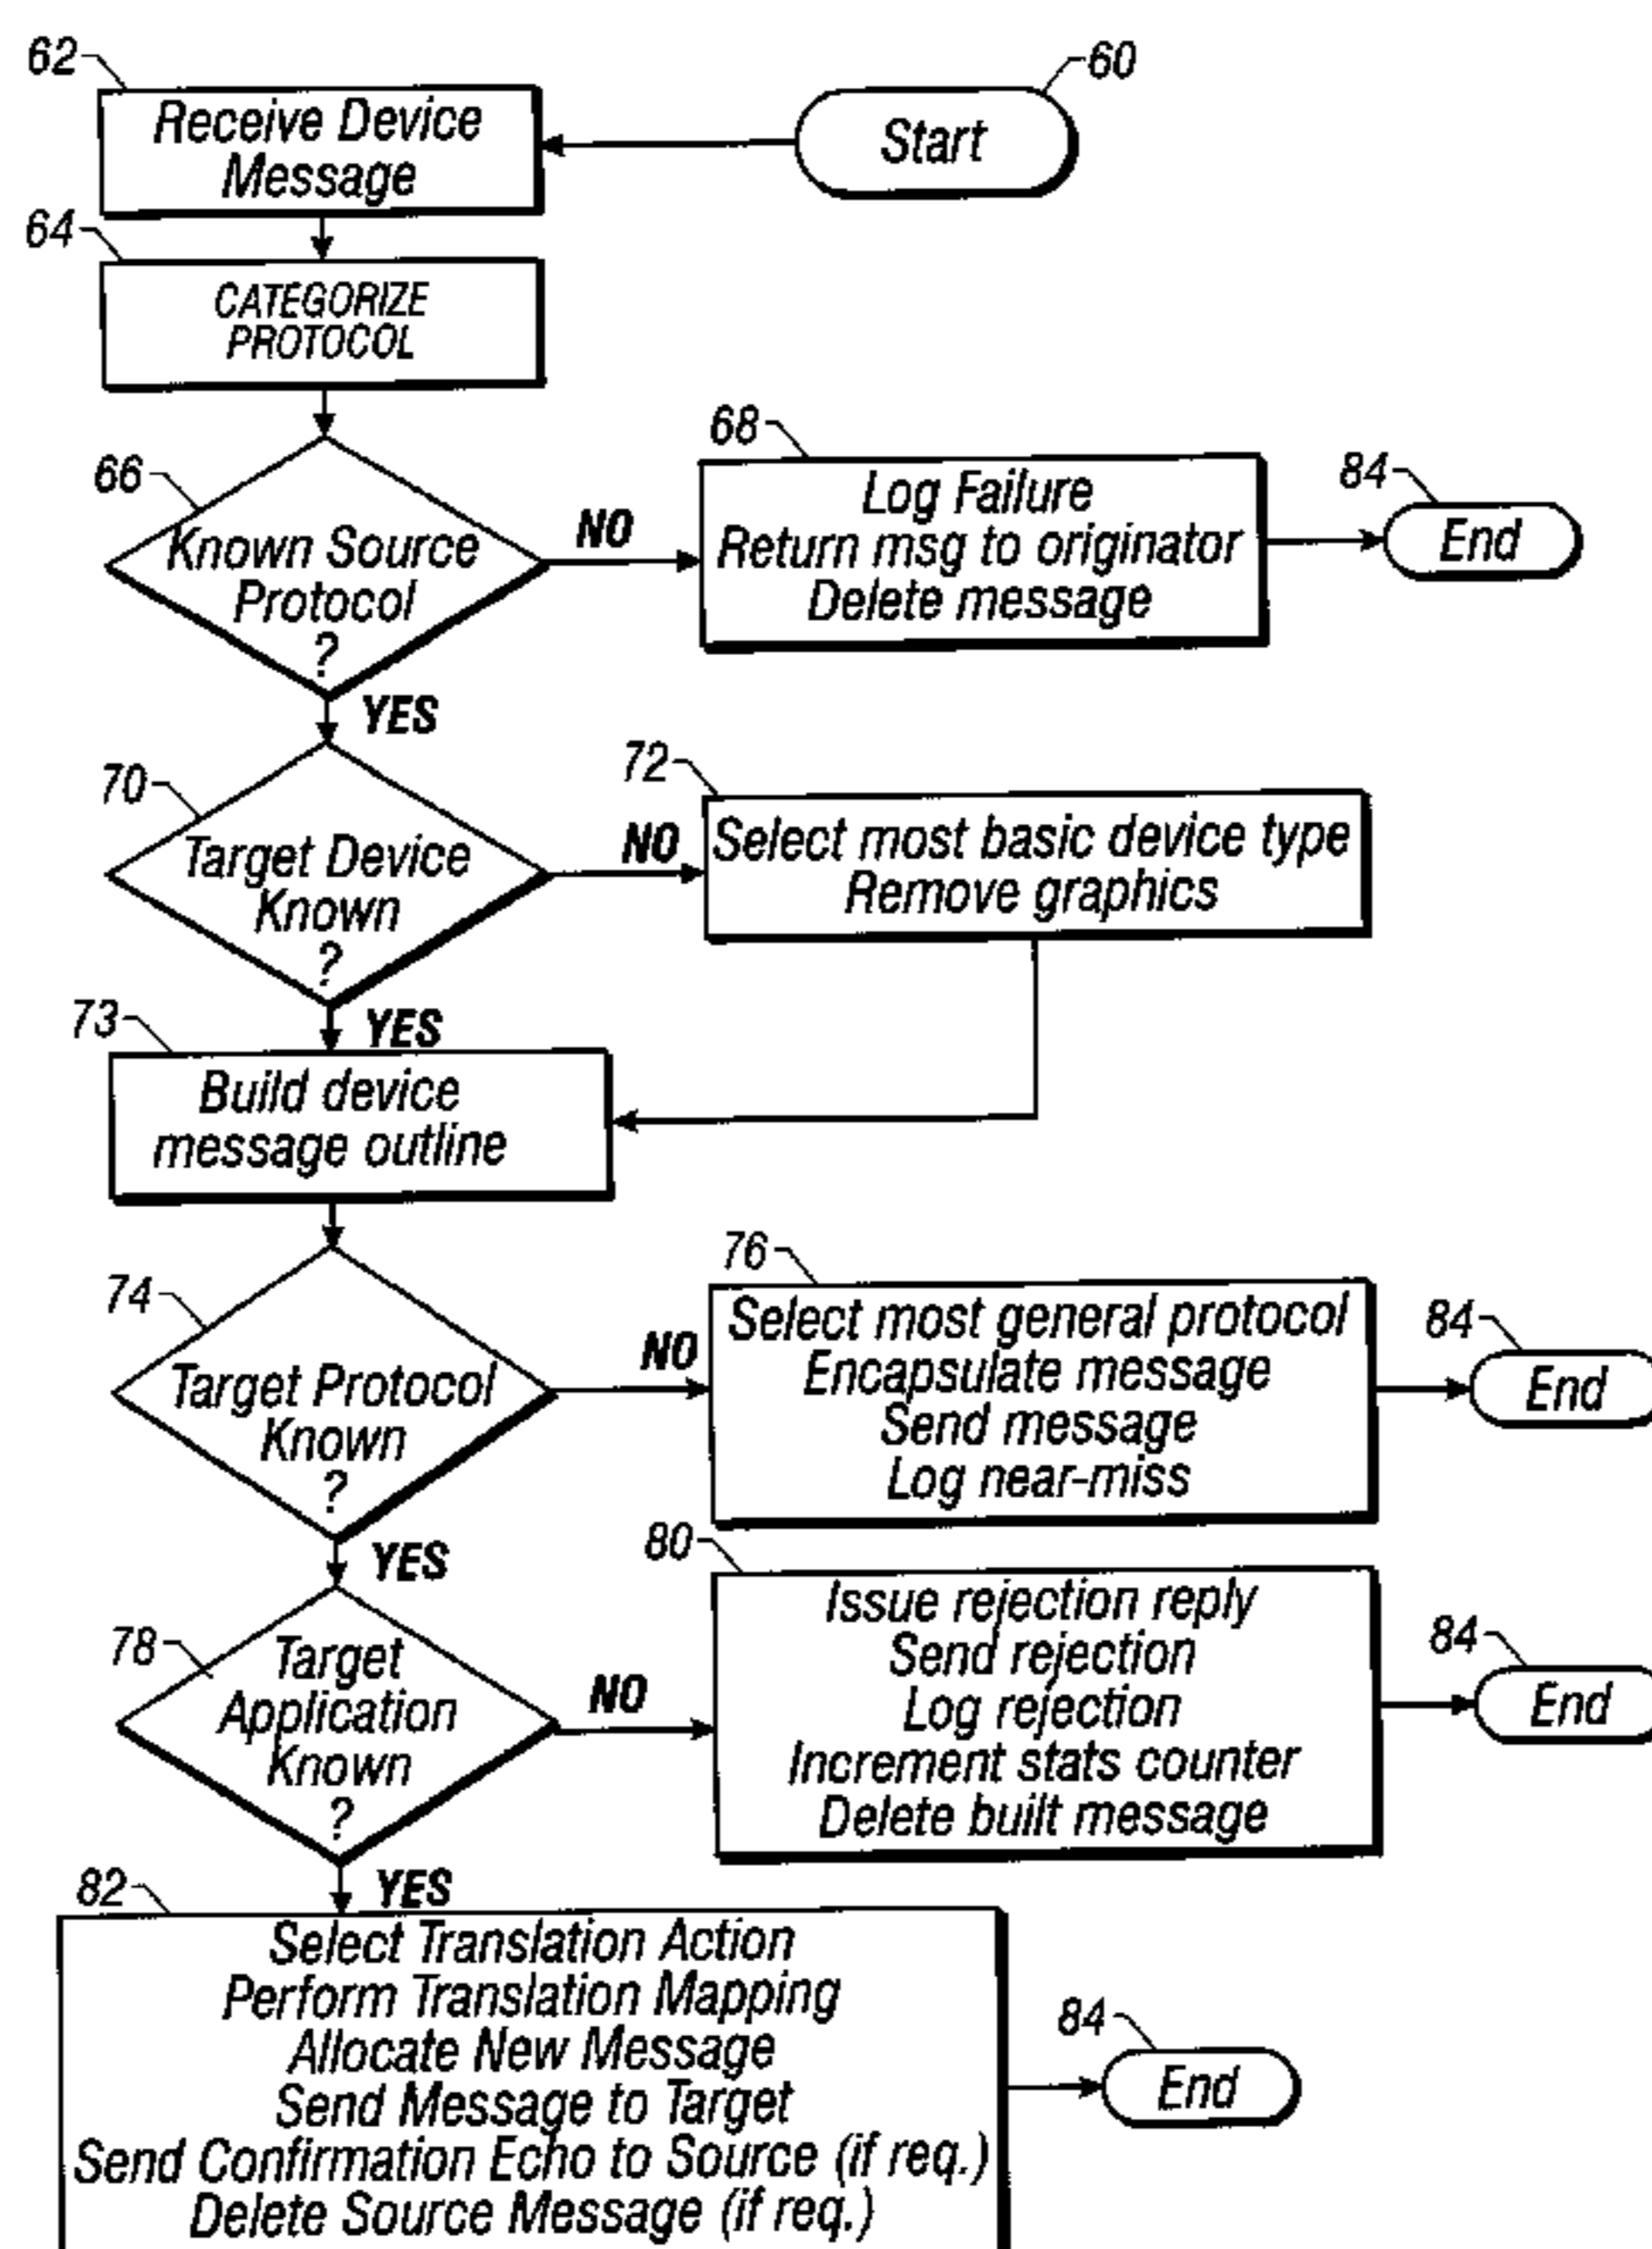 62
Receive Device
Message
60
Start
64
CATEGORIZE
PROTOCOL
66
Known Source
Protocol
?
NO
68
Log Failure
Return msg to originator
Delete message
84
End
YES
70
Target Device
Known
?
NO
72
Select most basic device type
Remove graphics
YES
73
Build device
message outline
74
Target Protocol
Known
?
NO
76
Select most general protocol
Encapsulate message
Send message
Log near-miss
84
End
YES
78
Target
Application
Known
?
NO
80
Issue rejection reply
Send rejection
Log rejection
Increment stats counter
Delete built message
84
End
YES
82
Select Translation Action
Perform Translation Mapping
Allocate New Message
Send Message to Target
Send Confirmation Echo to Source (if req.)
Delete Source Message (if req.)
84
End